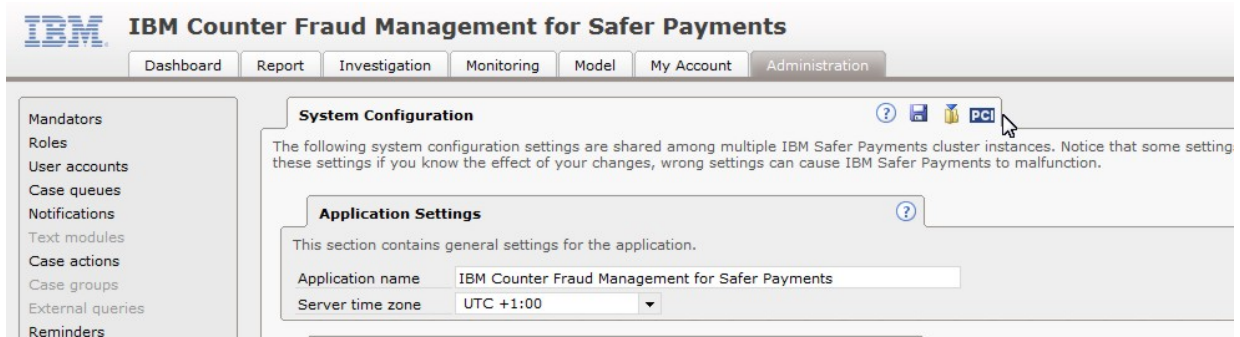 IBM
IBM Counter Fraud Management for Safer Payments
Dashboard Report Investigation Monitoring Model My Account Administration
Mandators
Roles
User accounts
Case queues
Notifications
Text modules
Case actions
Case groups
External queries
Reminders
System Configuration ? PCI
The following system configuration settings are shared among multiple IBM Safer Payments cluster instances. Notice that some setting
these settings if you know the effect of your changes, wrong settings can cause IBM Safer Payments to malfunction.
Application Settings ?
This section contains general settings for the application.
Application name IBM Counter Fraud Management for Safer Payments
Server time zone UTC +1:00